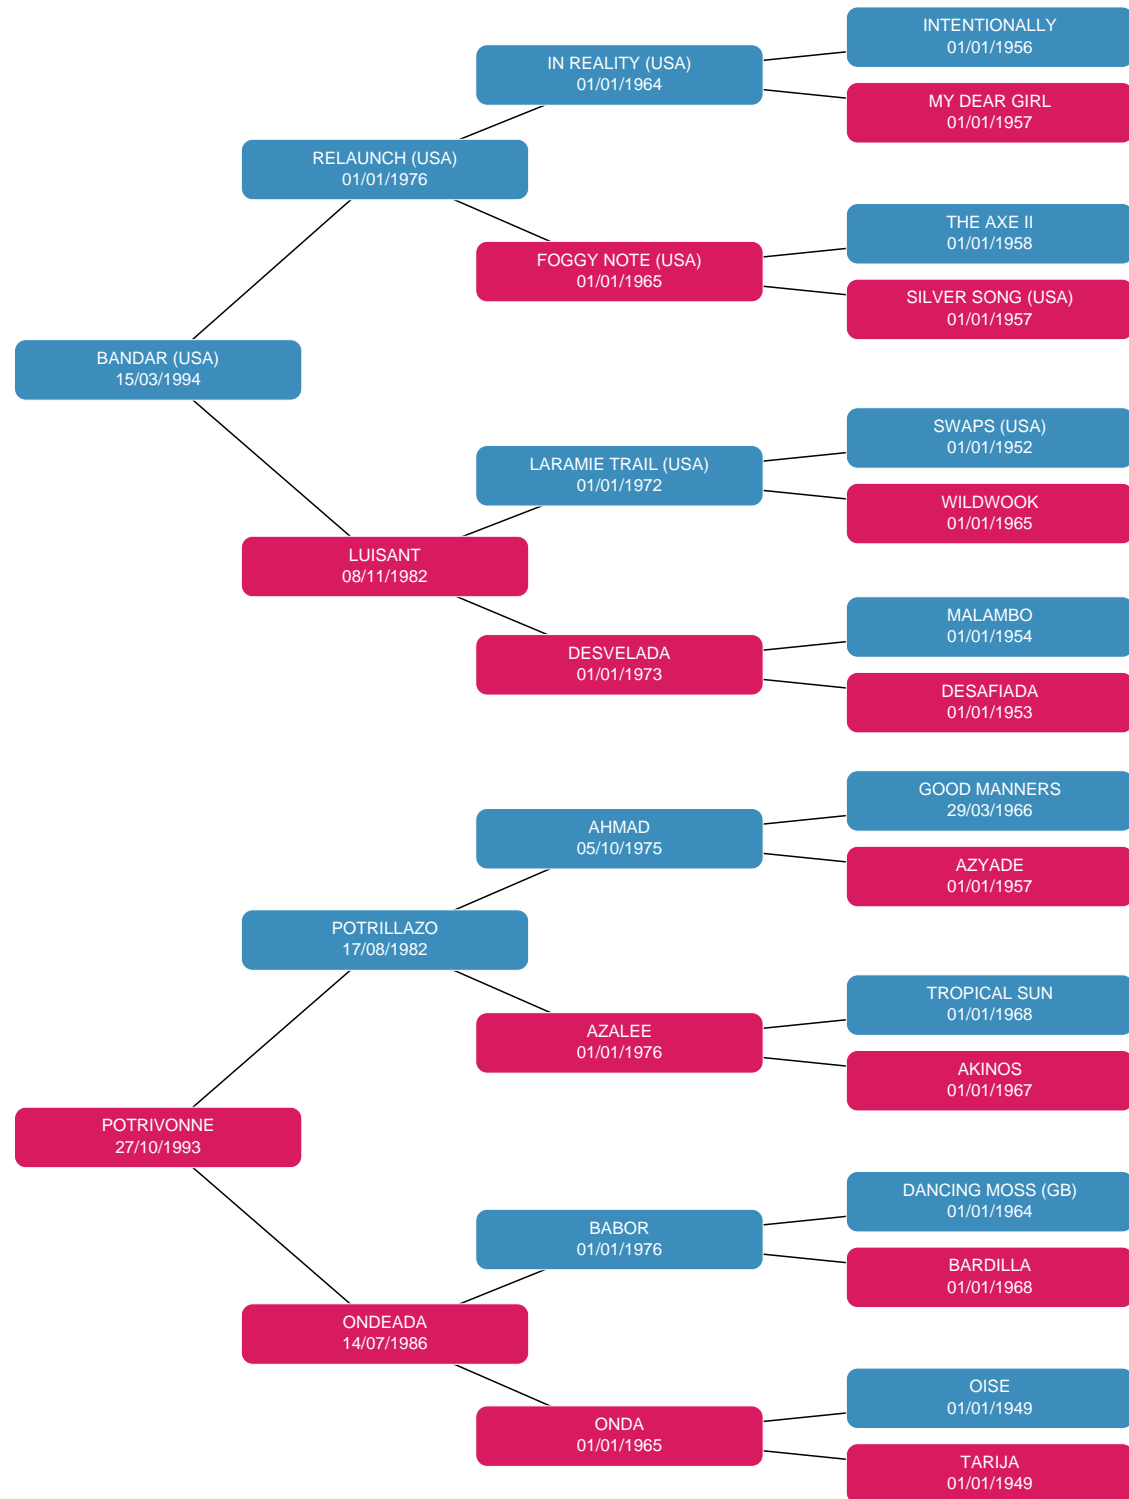 INTENTIONALLY
01/01/1956
IN REALITY (USA)
01/01/1964
MY DEAR GIRL
01/01/1957
RELAUNCH (USA)
01/01/1976
THE AXE II
01/01/1958
FOGGY NOTE (USA)
01/01/1965
SILVER SONG (USA)
01/01/1957
BANDAR (USA)
15/03/1994
SWAPS (USA)
01/01/1952
LARAMIE TRAIL (USA)
01/01/1972
WILDWOOK
01/01/1965
LUISANT
08/11/1982
MALAMBO
01/01/1954
DESVELADA
01/01/1973
DESAFIADA
01/01/1953
GOOD MANNERS
29/03/1966
AHMAD
05/10/1975
AZYADE
01/01/1957
POTRILLAZO
17/08/1982
TROPICAL SUN
01/01/1968
AZALEE
01/01/1976
AKINOS
01/01/1967
POTRIVONNE
27/10/1993
DANCING MOSS (GB)
01/01/1964
BABOR
01/01/1976
BARDILLA
01/01/1968
ONDEADA
14/07/1986
OISE
01/01/1949
ONDA
01/01/1965
TARIJA
01/01/1949